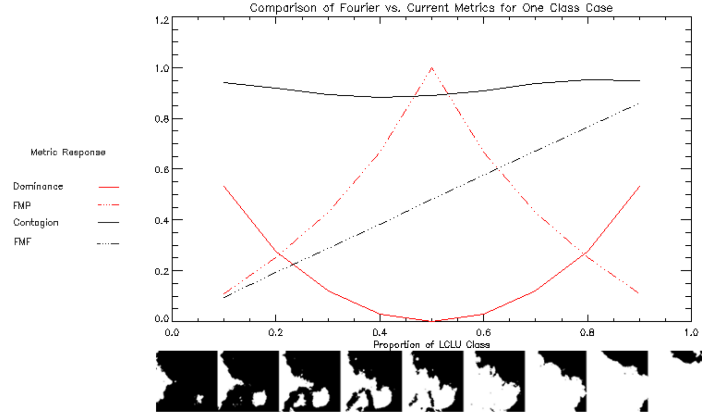 Comparison of Fourier vs. Current Metrics for One Class Case
1.2
1.0
0.8
0.6
0.4
0.2
0.0
0.0 0.2 0.4 0.6 0.8 1.0
Proportion of LCLU Class
Metric Response
Dominance
FMP
Contagion
FMF